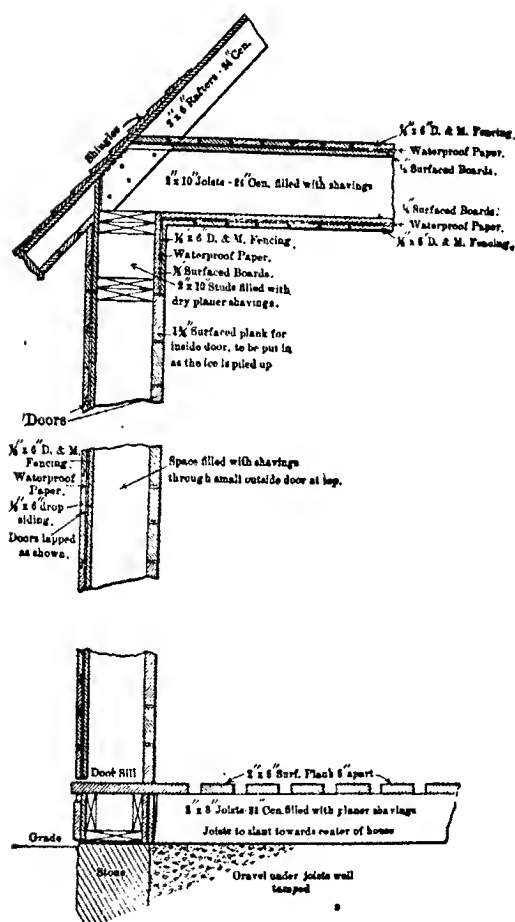 Shingles
2" x 6" Rafters - 24" Cen.
⅞" x 6" D. & M. Fencing.
Waterproof Paper.
Surfaced Boards
2" x 10" Joists - 24" Cen. filled with shavings
Surfaced Boards.
Waterproof Paper.
⅞" x 6" D. & M. Fencing.
⅞" x 6" D. & M. Fencing.
Waterproof Paper.
⅞" Surfaced Boards.
2" x 10" Studs filled with
dry planer shavings.
Surfaced plank for
inside door, to be put in
as the ice is piled up
Doors
⅞" x 6" D. & M.
Fencing.
Waterproof
Paper.
⅞" x 6" drop
siding.
Doors lapped
as shown.
Space filled with shavings
through small outside door at top.
Door Sill
2" x 6" Surf. Plank 6" apart
2" x 8" Joists-24" Cen. filled with planer shavings
Joists to slant towards center of house
Grade
Stone
Gravel under joists well
tamped